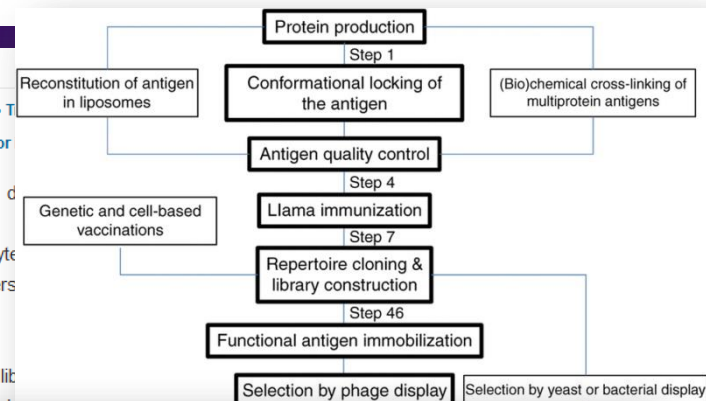 Protein production
Step 1
Reconstitution of antigen
in liposomes
Conformational locking of
the antigen
(Bio)chemical cross-linking of
multiprotein antigens
Antigen quality control
Step 4
Genetic and cell-based
vaccinations
Llama immunization
Step 7
Repertoire cloning &
library construction
Step 46
Functional antigen immobilization
Selection by phage display
Selection by yeast or bacterial display